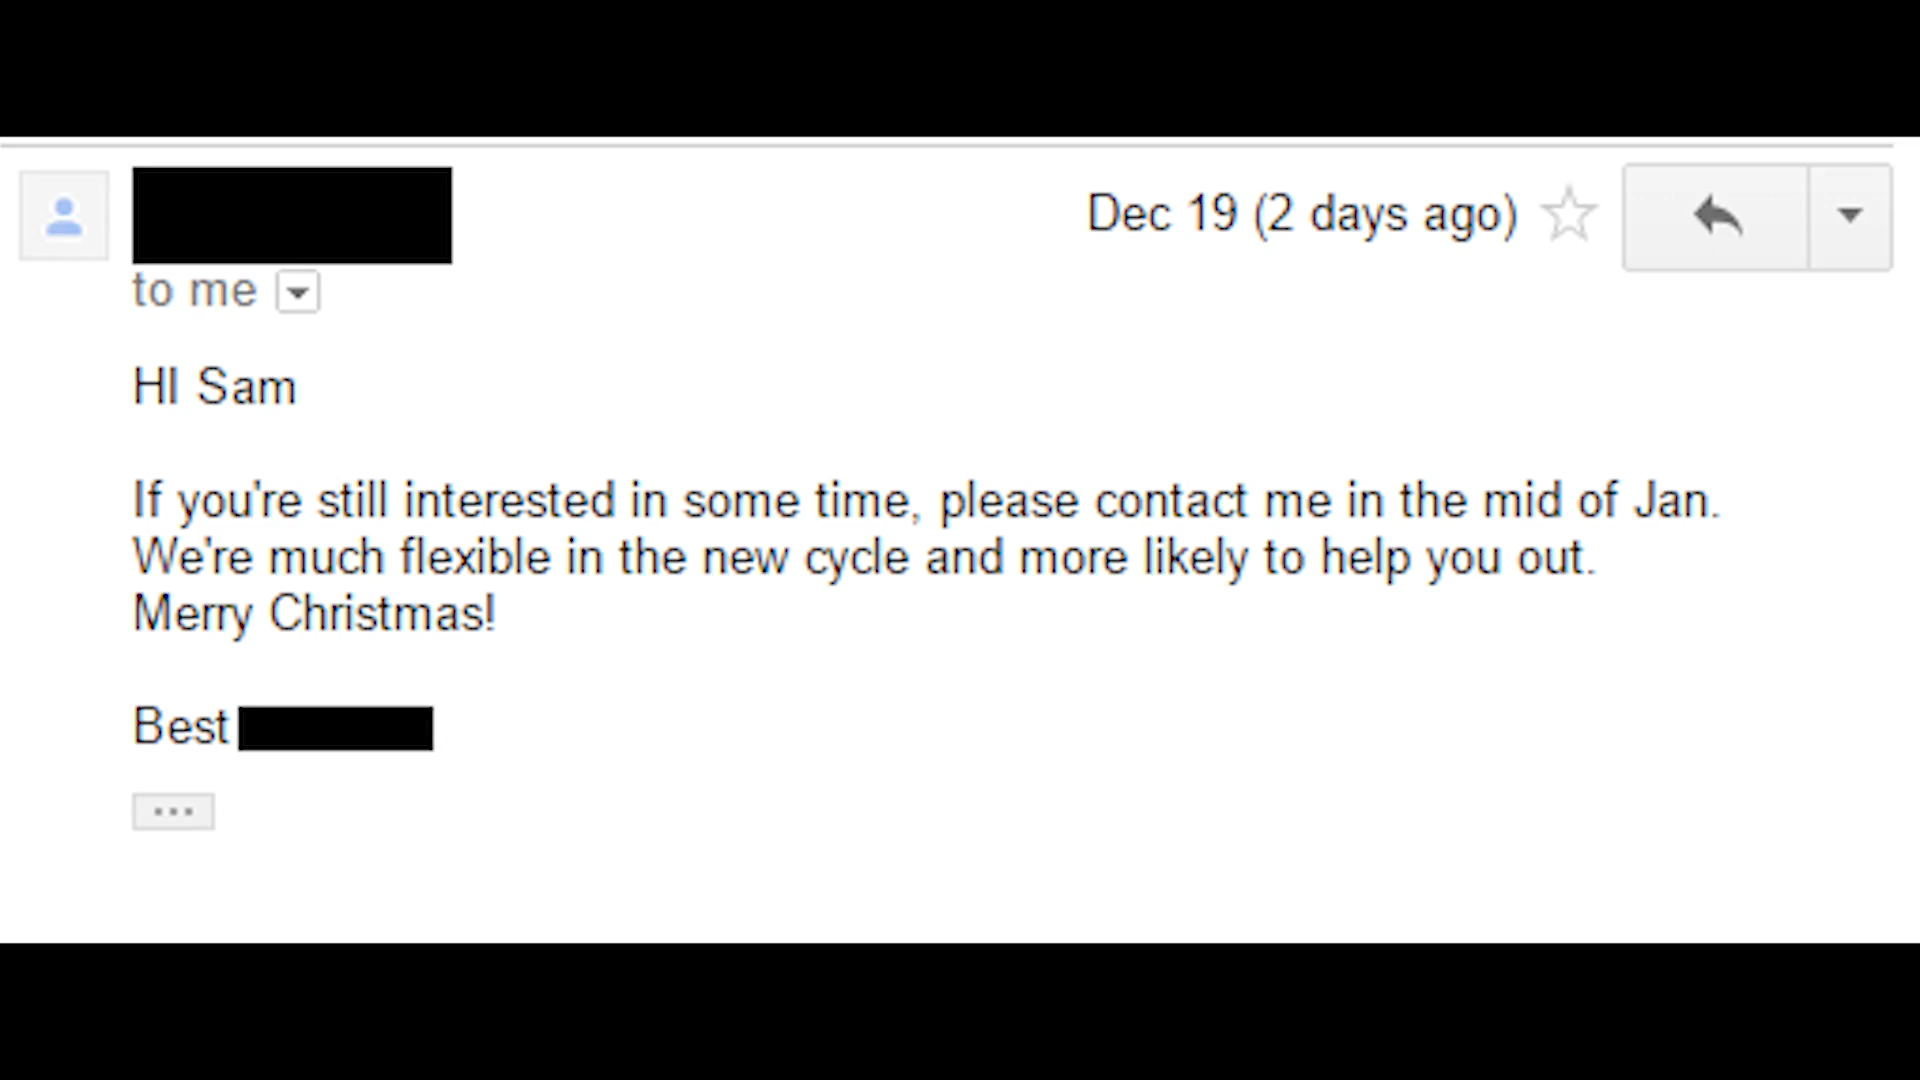 Dec 19 (2 days ago)
to me
HI Sam
If you're still interested in some time, please contact me in the mid of Jan.
We're much flexible in the new cycle and more likely to help you out.
Merry Christmas!
Best